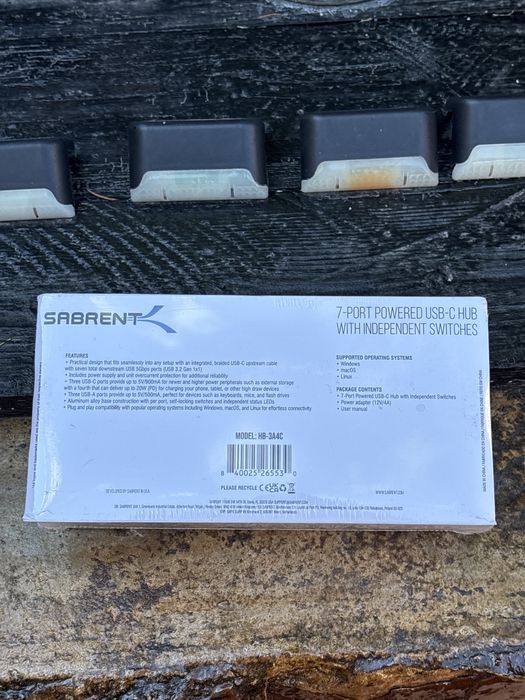 SABRENT
7-PORT POWERED USB-C HUB
WITH INDEPENDENT SWITCHES
FEATURES
• Practical design that fits seamlessly into any setup with an integrated, braided USB-C upstream cable
with seven total downstream USB 5Gbps ports (USB 3.2 Gen 1x1)
• Includes power supply and unit overcurrent protection for additional reliability
• Three USB-C ports provide up to 5V/900mA for newer and higher power peripherals such as external storage
with a fourth that can deliver up to 20W (PD) for charging your phone, tablet, or other high draw devices
• Three USB-A ports provide up to 5V/500mA, perfect for devices such as keyboards, mice, and flash drives
• Aluminum alloy base construction with per port, self-locking switches and independent status LEDs
• Plug and play compatibility with popular operating systems including Windows, macOS, and Linux for effortless connectivity
SUPPORTED OPERATING SYSTEMS
• Windows
• macOS
• Linux
PACKAGE CONTENTS
• 7-Port Powered USB-C Hub with Independent Switches
• Power adapter (12V/4A)
• User manual
MODEL: HB-3A4C
8 40025 26553 0
DEVELOPED BY SABRENT IN USA
PLEASE RECYCLE
WWW.SABRENT.COM